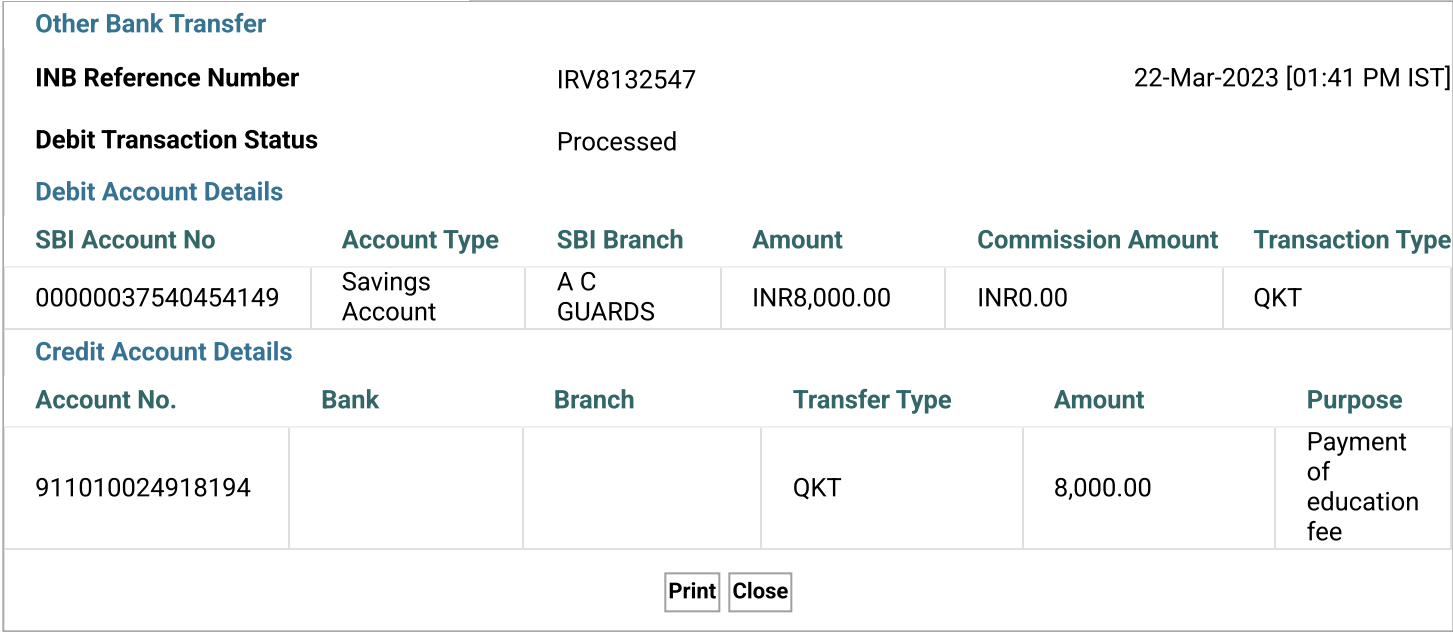 Other Bank Transfer
INB Reference Number IRV8132547 22-Mar-2023 [01:41 PM IST]
Debit Transaction Status Processed
Debit Account Details
SBI Account No Account Type SBI Branch Amount Commission Amount Transaction Type
00000037540454149 Savings Account A C GUARDS INR8,000.00 INR0.00 QKT
Credit Account Details
Account No. Bank Branch Transfer Type Amount Purpose
911010024918194 QKT 8,000.00 Payment of education fee
Print Close